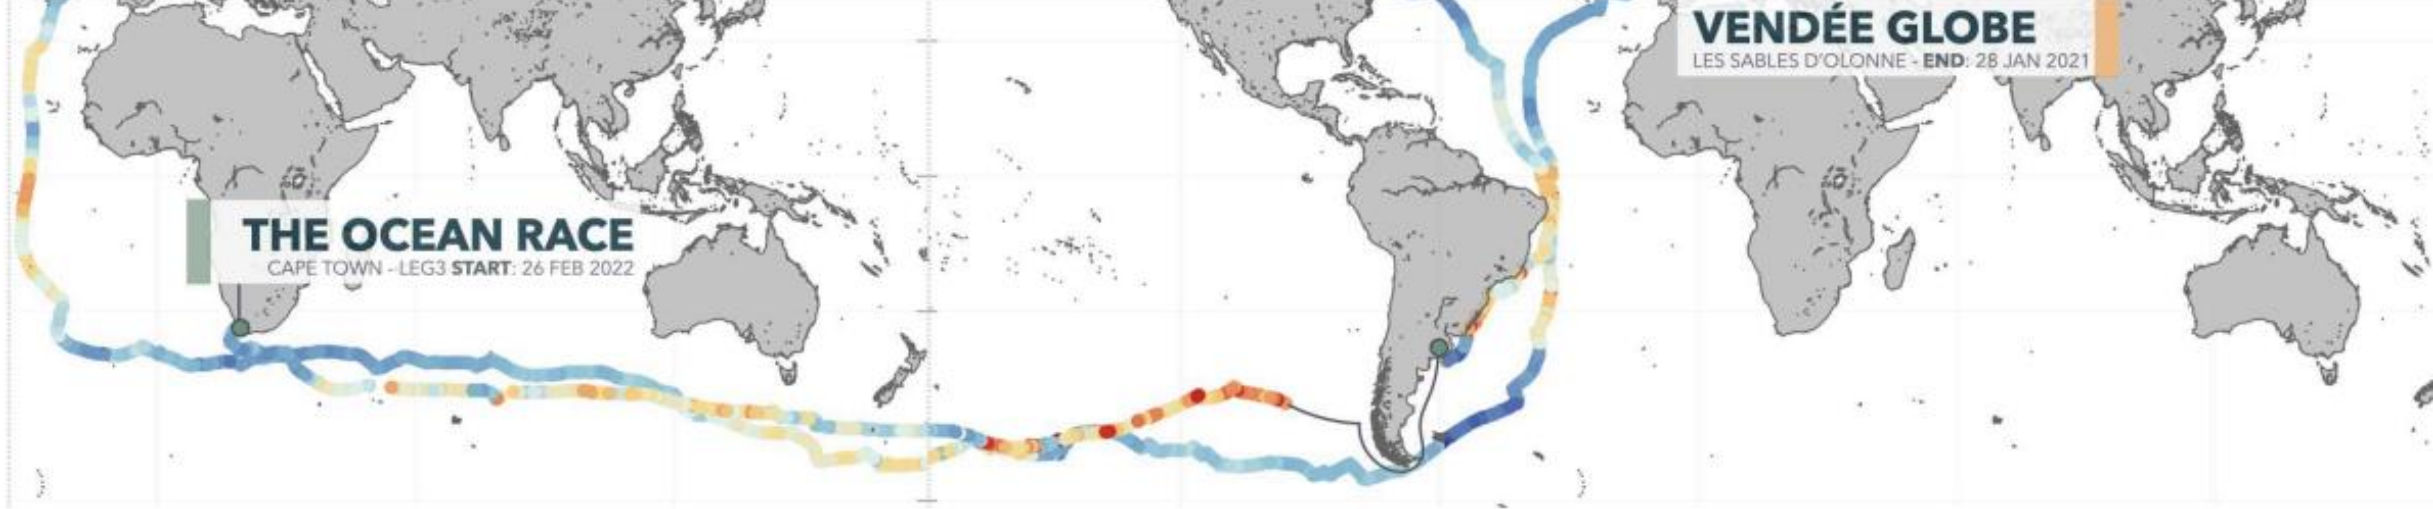 VENDÉE GLOBE
LES SABLES D'OLONNE - END: 28 JAN 2021
THE OCEAN RACE
CAPE TOWN - LEG3 START: 26 FEB 2022